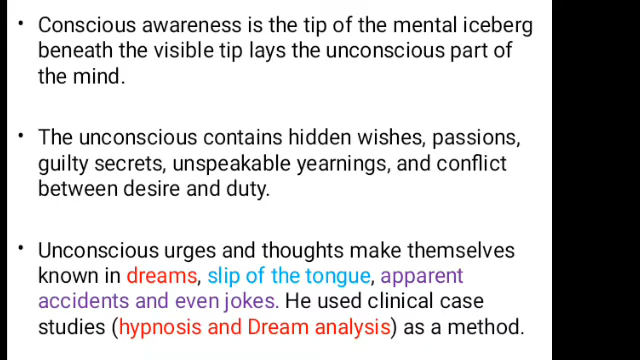 • Conscious awareness is the tip of the mental iceberg
beneath the visible tip lays the unconscious part of
the mind.
• The unconscious contains hidden wishes, passions,
guilty secrets, unspeakable yearnings, and conflict
between desire and duty.
• Unconscious urges and thoughts make themselves
known in dreams, slip of the tongue, apparent
accidents and even jokes. He used clinical case
studies (hypnosis and Dream analysis) as a method.